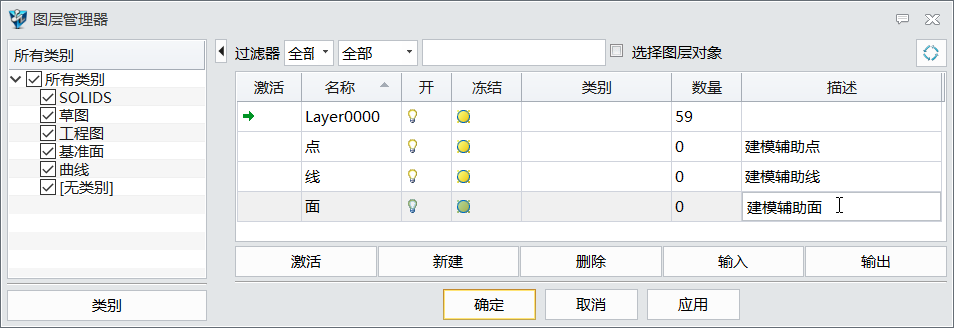 图层管理器
所有类别
所有类别
SOLIDS
草图
工程图
基准面
曲线
[无类别]
类别
过滤器 全部 全部 选择图层对象
激活 名称 开 冻结 类别 数量 描述
Layer0000 59
点 0 建模辅助点
线 0 建模辅助线
面 0 建模辅助面
激活 新建 删除 输入 输出
确定 取消 应用